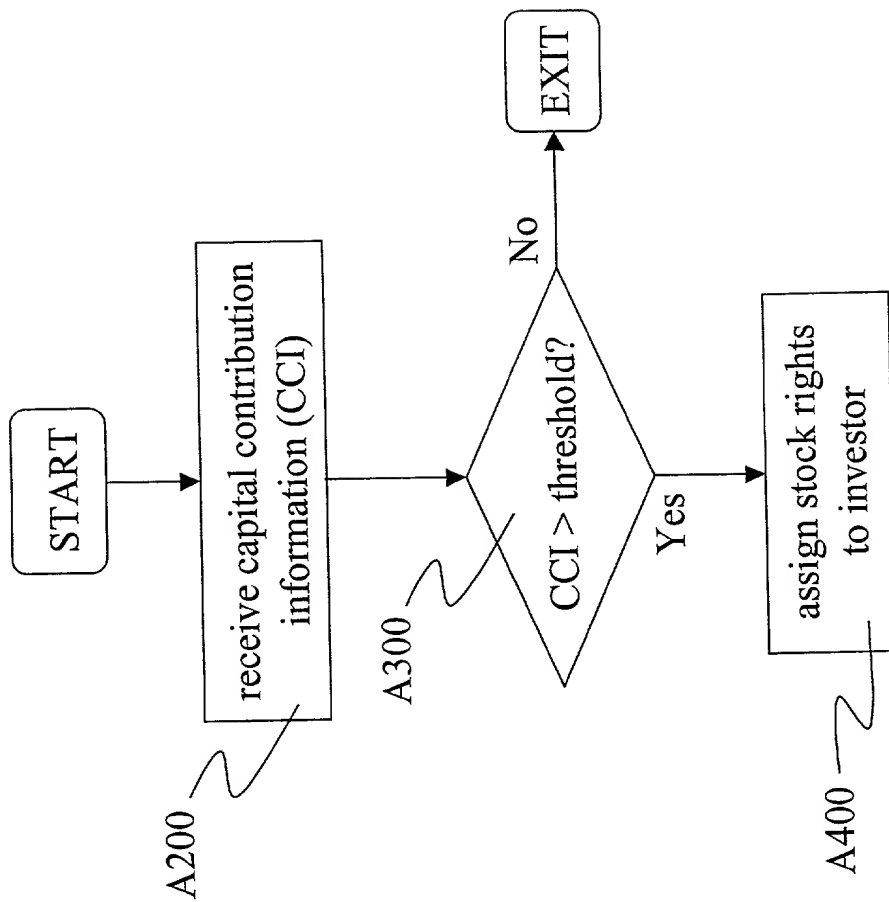 START
receive capital contribution
information (CCI)
A200
CCI > threshold?
A300
No
EXIT
Yes
assign stock rights
to investor
A400